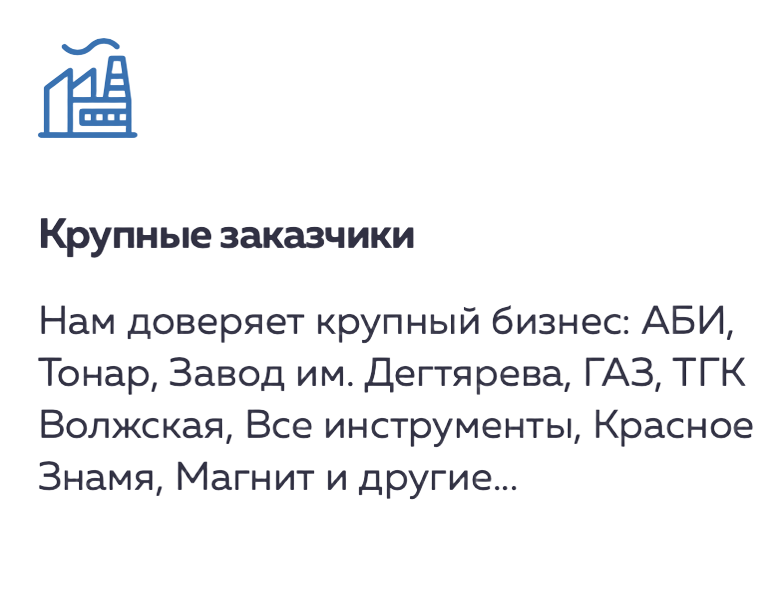 Крупные заказчики
Нам доверяет крупный бизнес: АБИ,
Тонар, Завод им. Дегтярева, ГАЗ, ТГК
Волжская, Все инструменты, Красное
Знамя, Магнит и другие...